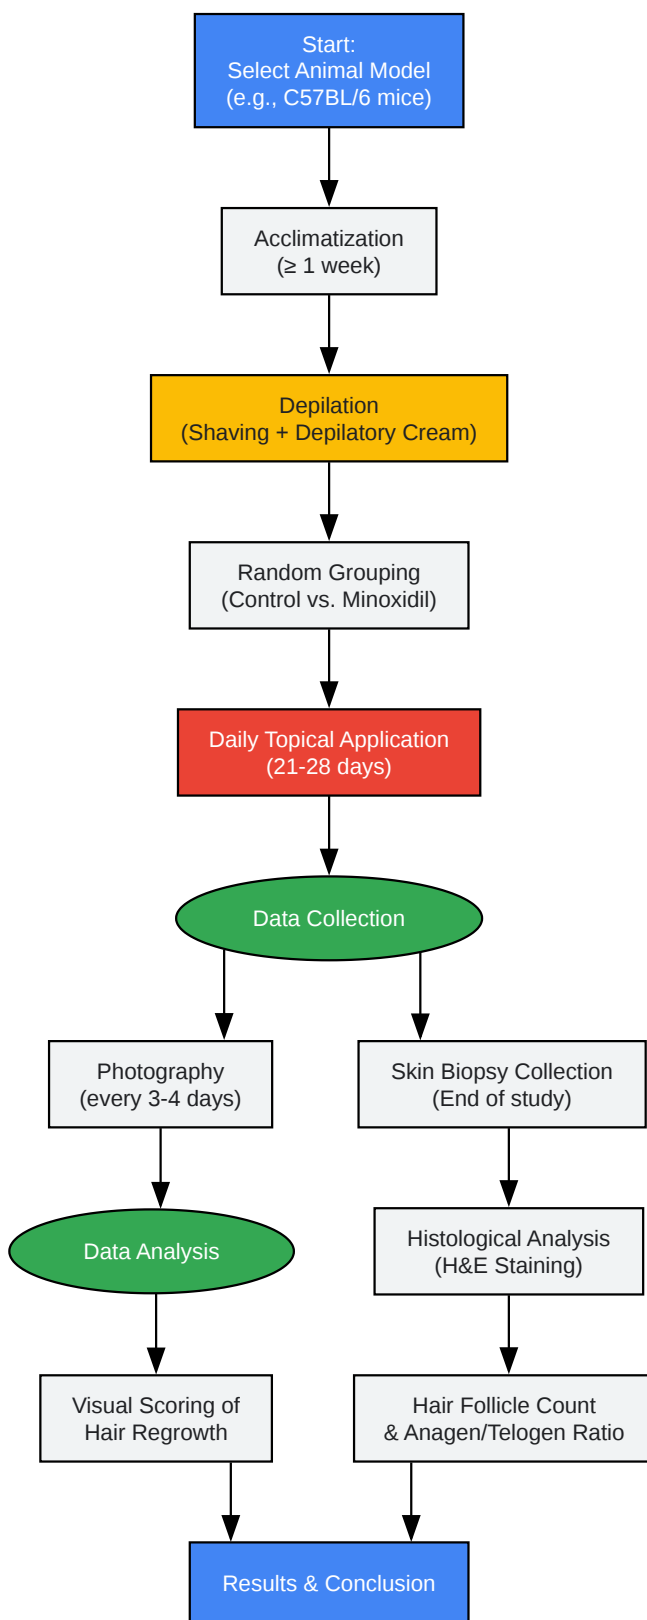 Start:
Select Animal Model
(e.g., C57BL/6 mice)
Acclimatization
(≥ 1 week)
Depilation
(Shaving + Depilatory Cream)
Random Grouping
(Control vs. Minoxidil)
Daily Topical Application
(21-28 days)
Data Collection
Photography
(every 3-4 days)
Skin Biopsy Collection
(End of study)
Data Analysis
Histological Analysis
(H&E Staining)
Visual Scoring of
Hair Regrowth
Hair Follicle Count
& Anagen/Telogen Ratio
Results & Conclusion